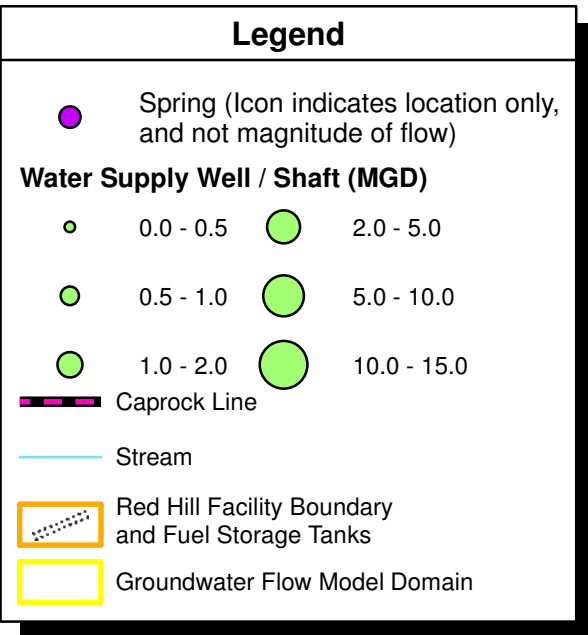 Legend
Spring (Icon indicates location only,
and not magnitude of flow)
Water Supply Well / Shaft (MGD)
0.0 - 0.5
2.0 - 5.0
0.5 - 1.0
5.0 - 10.0
1.0 - 2.0
10.0 - 15.0
Caprock Line
Stream
Red Hill Facility Boundary
and Fuel Storage Tanks
Groundwater Flow Model Domain